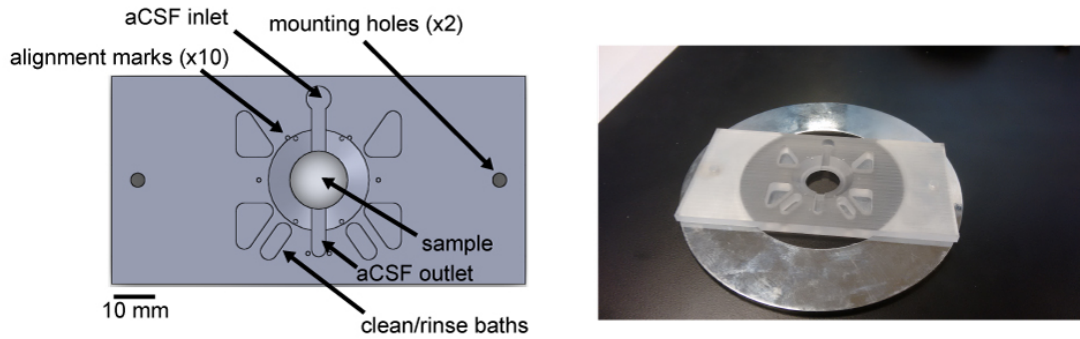 aCSF inlet
mounting holes (x2)
alignment marks (x10)
sample
aCSF outlet
10 mm
clean/rinse baths